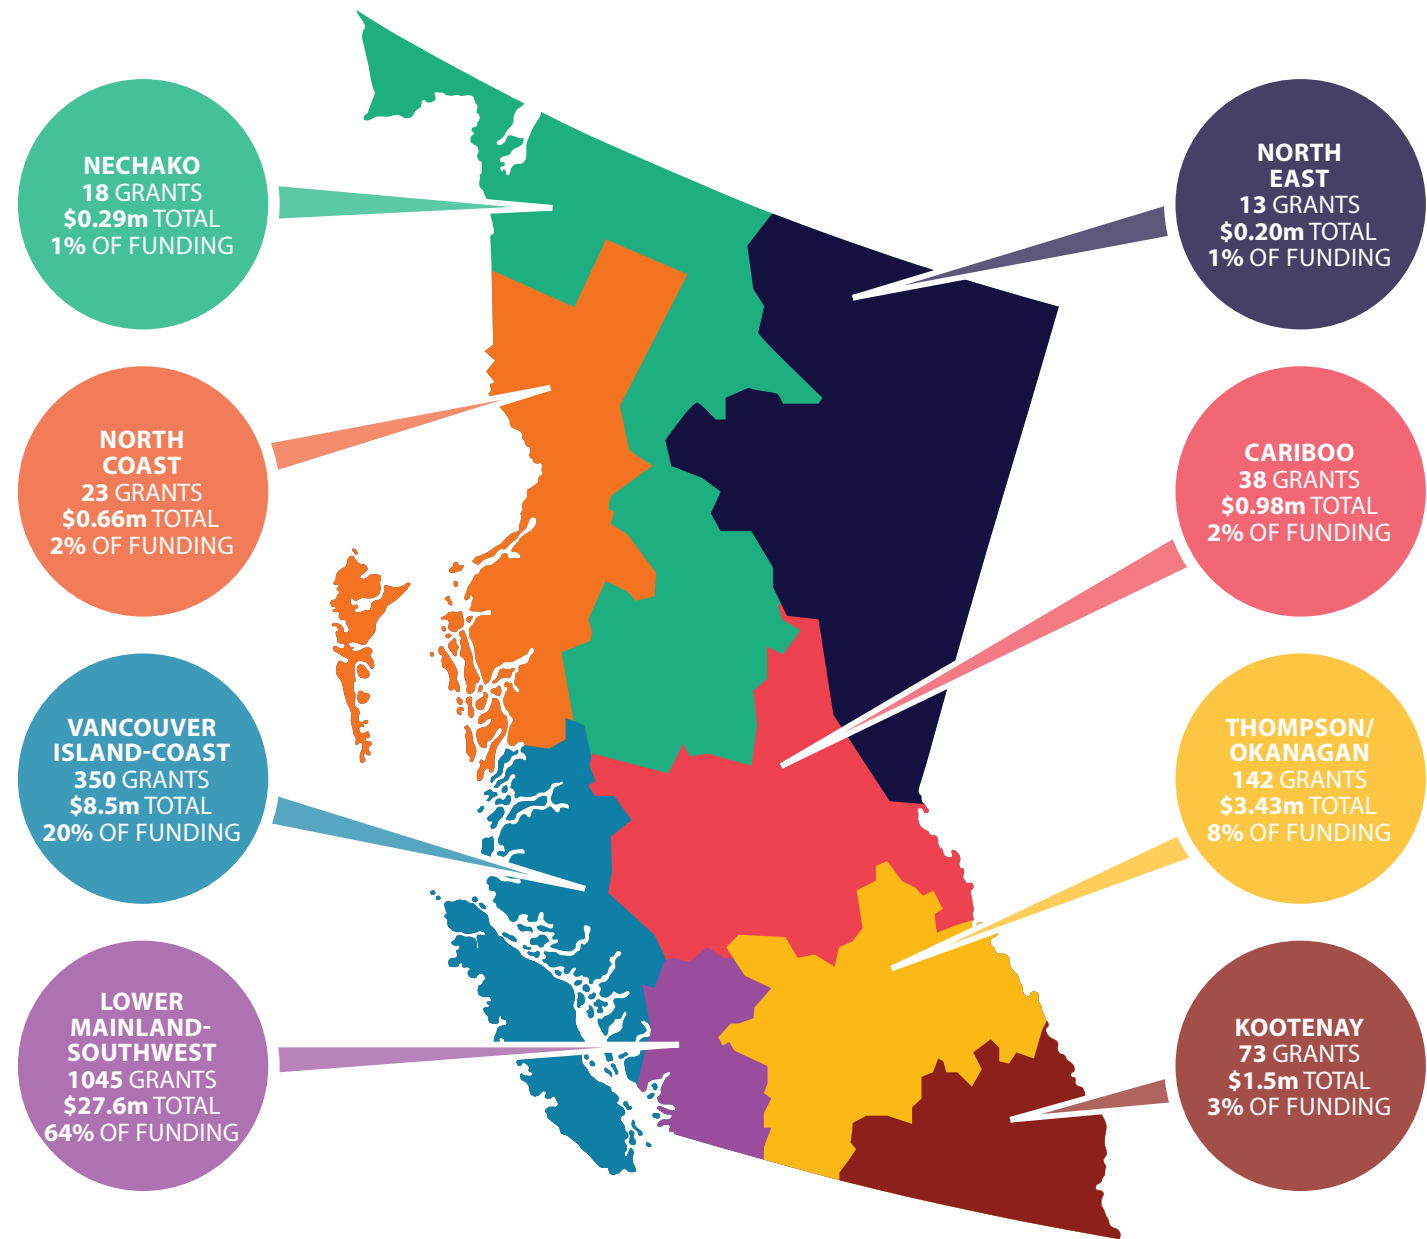 NECHAKO
18 GRANTS
$0.29m TOTAL
1% OF FUNDING
NORTH
COAST
23 GRANTS
$0.66m TOTAL
2% OF FUNDING
VANCOUVER
ISLAND-COAST
350 GRANTS
$8.5m TOTAL
20% OF FUNDING
LOWER
MAINLAND-
SOUTHWEST
1045 GRANTS
$27.6m TOTAL
64% OF FUNDING
NORTH
EAST
13 GRANTS
$0.20m TOTAL
1% OF FUNDING
CARIBOO
38 GRANTS
$0.98m TOTAL
2% OF FUNDING
THOMPSON/
OKANAGAN
142 GRANTS
$3.43m TOTAL
8% OF FUNDING
KOOTENAY
73 GRANTS
$1.5m TOTAL
3% OF FUNDING